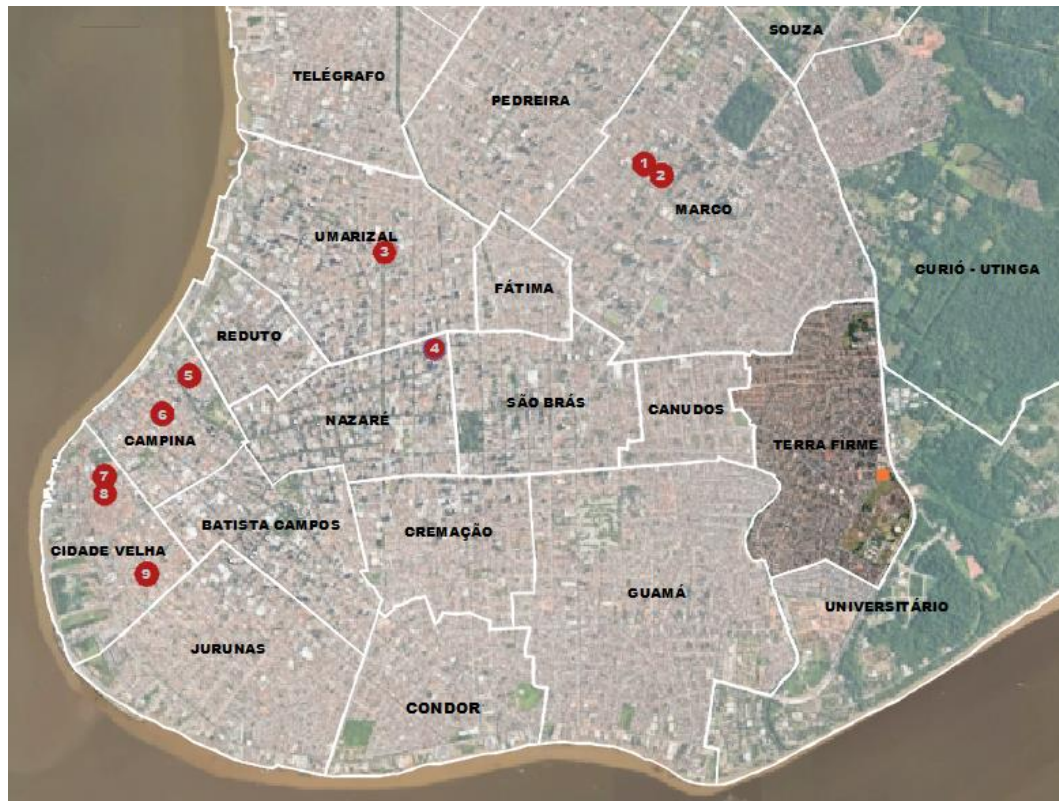 SOUZA
TELÉGRAFO
PEDREIRA
1
2
MARCO
UMARIZAL
3
CURIÓ - UTINGA
FÁTIMA
REDUTO
4
5
SÃO BRÁS
CANUDOS
6
NAZARÉ
CAMPINA
TERRA FIRME
7
8
BATISTA CAMPOS
CREMAÇÃO
CIDADE VELHA
9
GUAMÁ
UNIVERSITÁRIO
JURUNAS
CONDOR